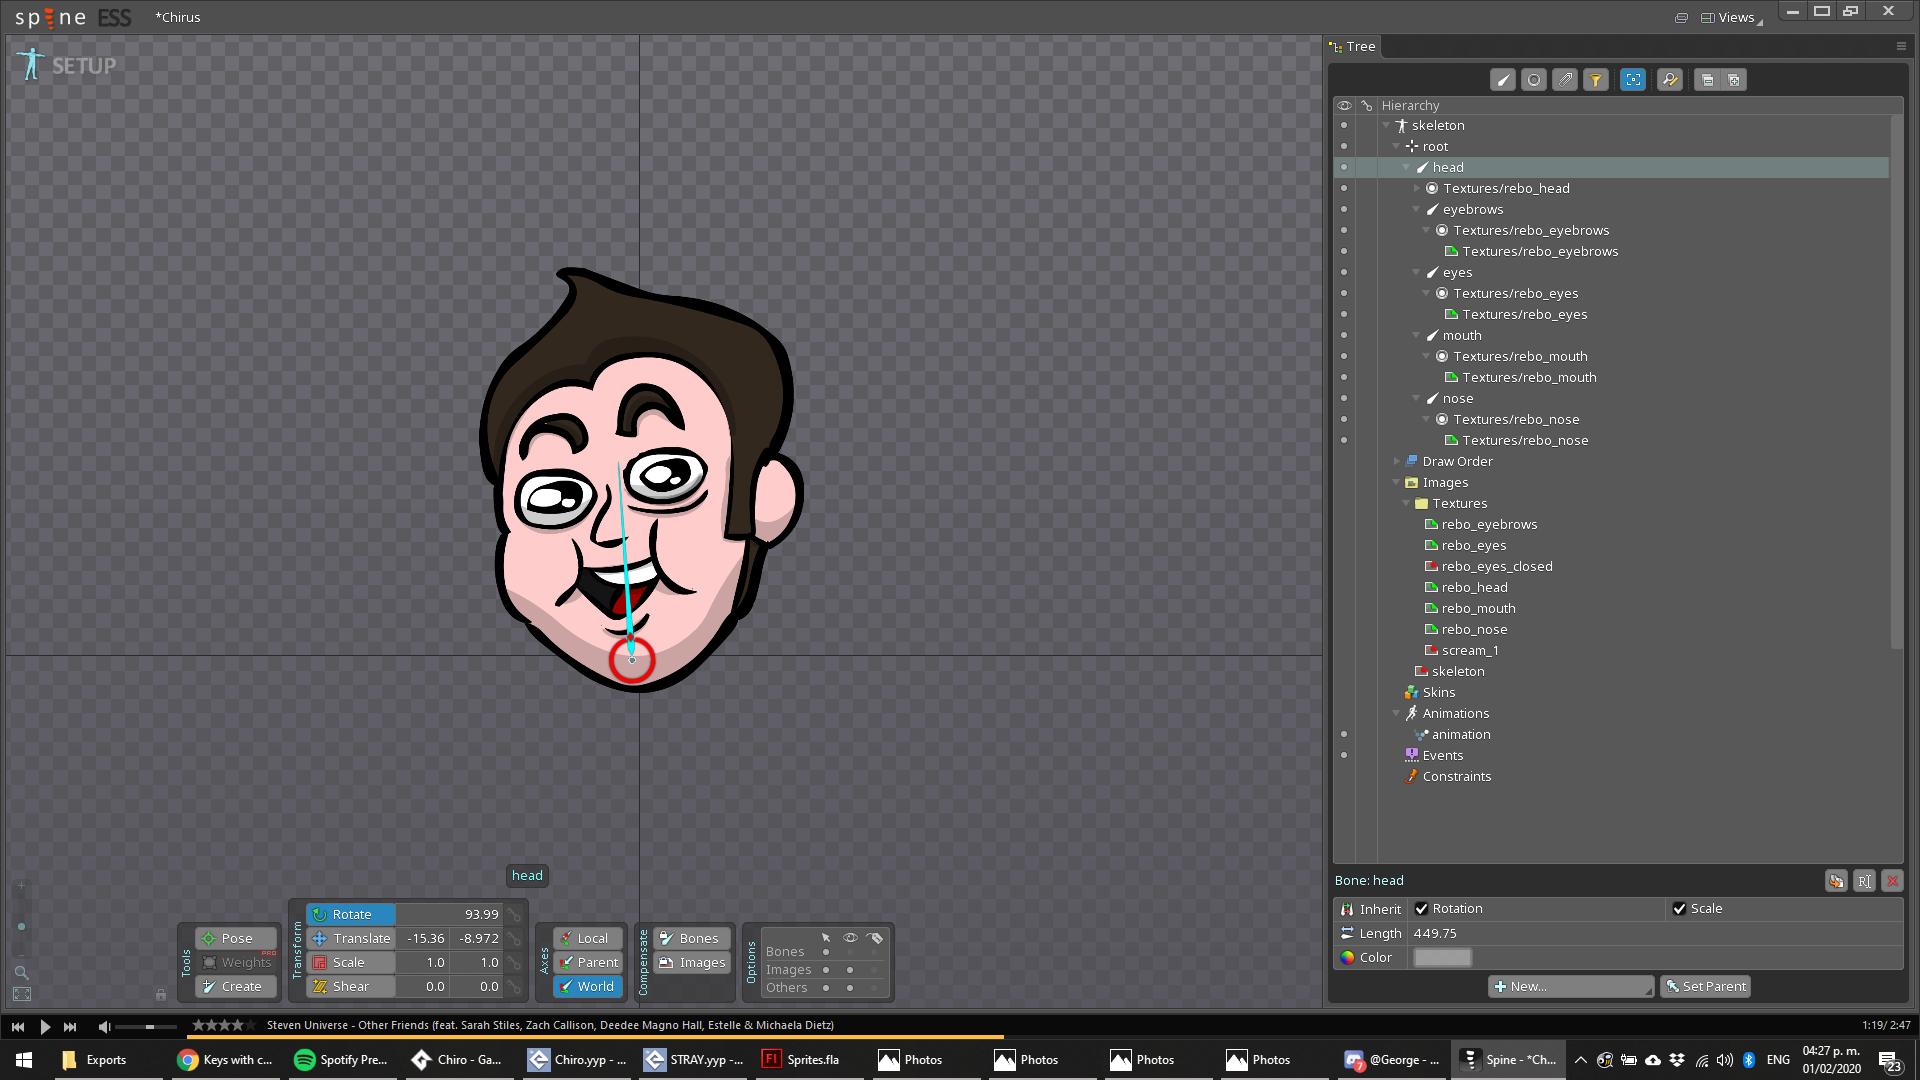 spine ESS
*Chirus
Views
SETUP
Tree
Hierarchy
skeleton
root
head
Textures/rebo_head
eyebrows
Textures/rebo_eyebrows
Textures/rebo_eyebrows
eyes
Textures/rebo_eyes
Textures/rebo_eyes
mouth
Textures/rebo_mouth
Textures/rebo_mouth
nose
Textures/rebo_nose
Textures/rebo_nose
Draw Order
Images
Textures
rebo_eyebrows
rebo_eyes
rebo_eyes_closed
rebo_head
rebo_mouth
rebo_nose
scream_1
skeleton
Skins
Animations
animation
Events
Constraints
head
Tools
Pose
Weights PRO
Create
Transform
Rotate 93.99
Translate -15.36 -8.972
Scale 1.0 1.0
Shear 0.0 0.0
Axes
Local
Parent
World
Compensate
Bones
Images
Options
Bones
Images
Others
Bone: head
Inherit Rotation Scale
Length 449.75
Color
New...
Set Parent
Steven Universe - Other Friends (feat. Sarah Stiles, Zach Callison, Deedee Magno Hall, Estelle & Michaela Dietz)
1:19/ 2:47
Exports
Keys with c...
Spotify Pre...
Chiro - Ga...
Chiro.yyp - ...
STRAY.yyp -...
Fl
Sprites.fla
Photos
Photos
Photos
Photos
7
@George - ...
Spine - *Ch...
ENG
04:27 p. m.
01/02/2020
23